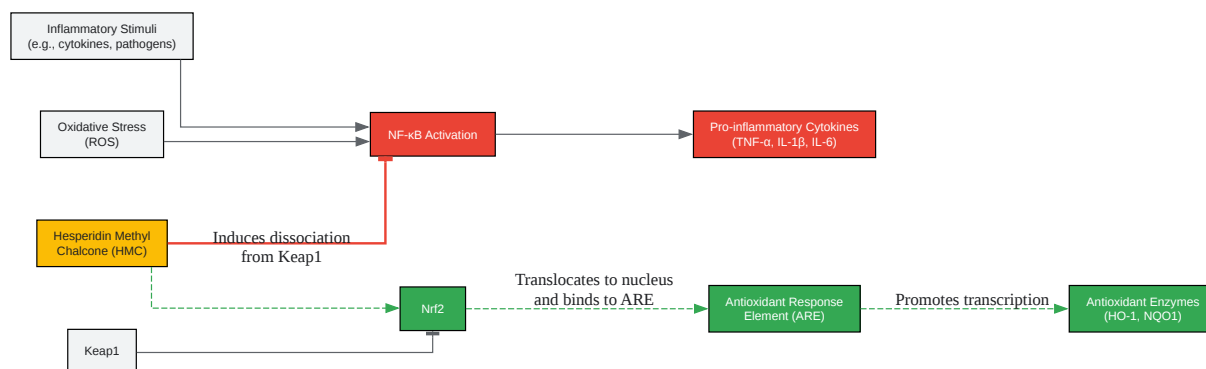 Inflammatory Stimuli
(e.g., cytokines, pathogens)
Oxidative Stress
(ROS)
NF-κB Activation
Pro-inflammatory Cytokines
(TNF-α, IL-1β, IL-6)
Hesperidin Methyl
Chalcone (HMC)
Induces dissociation
from Keap1
Nrf2
Translocates to nucleus
and binds to ARE
Antioxidant Response
Element (ARE)
Promotes transcription
Antioxidant Enzymes
(HO-1, NQO1)
Keap1